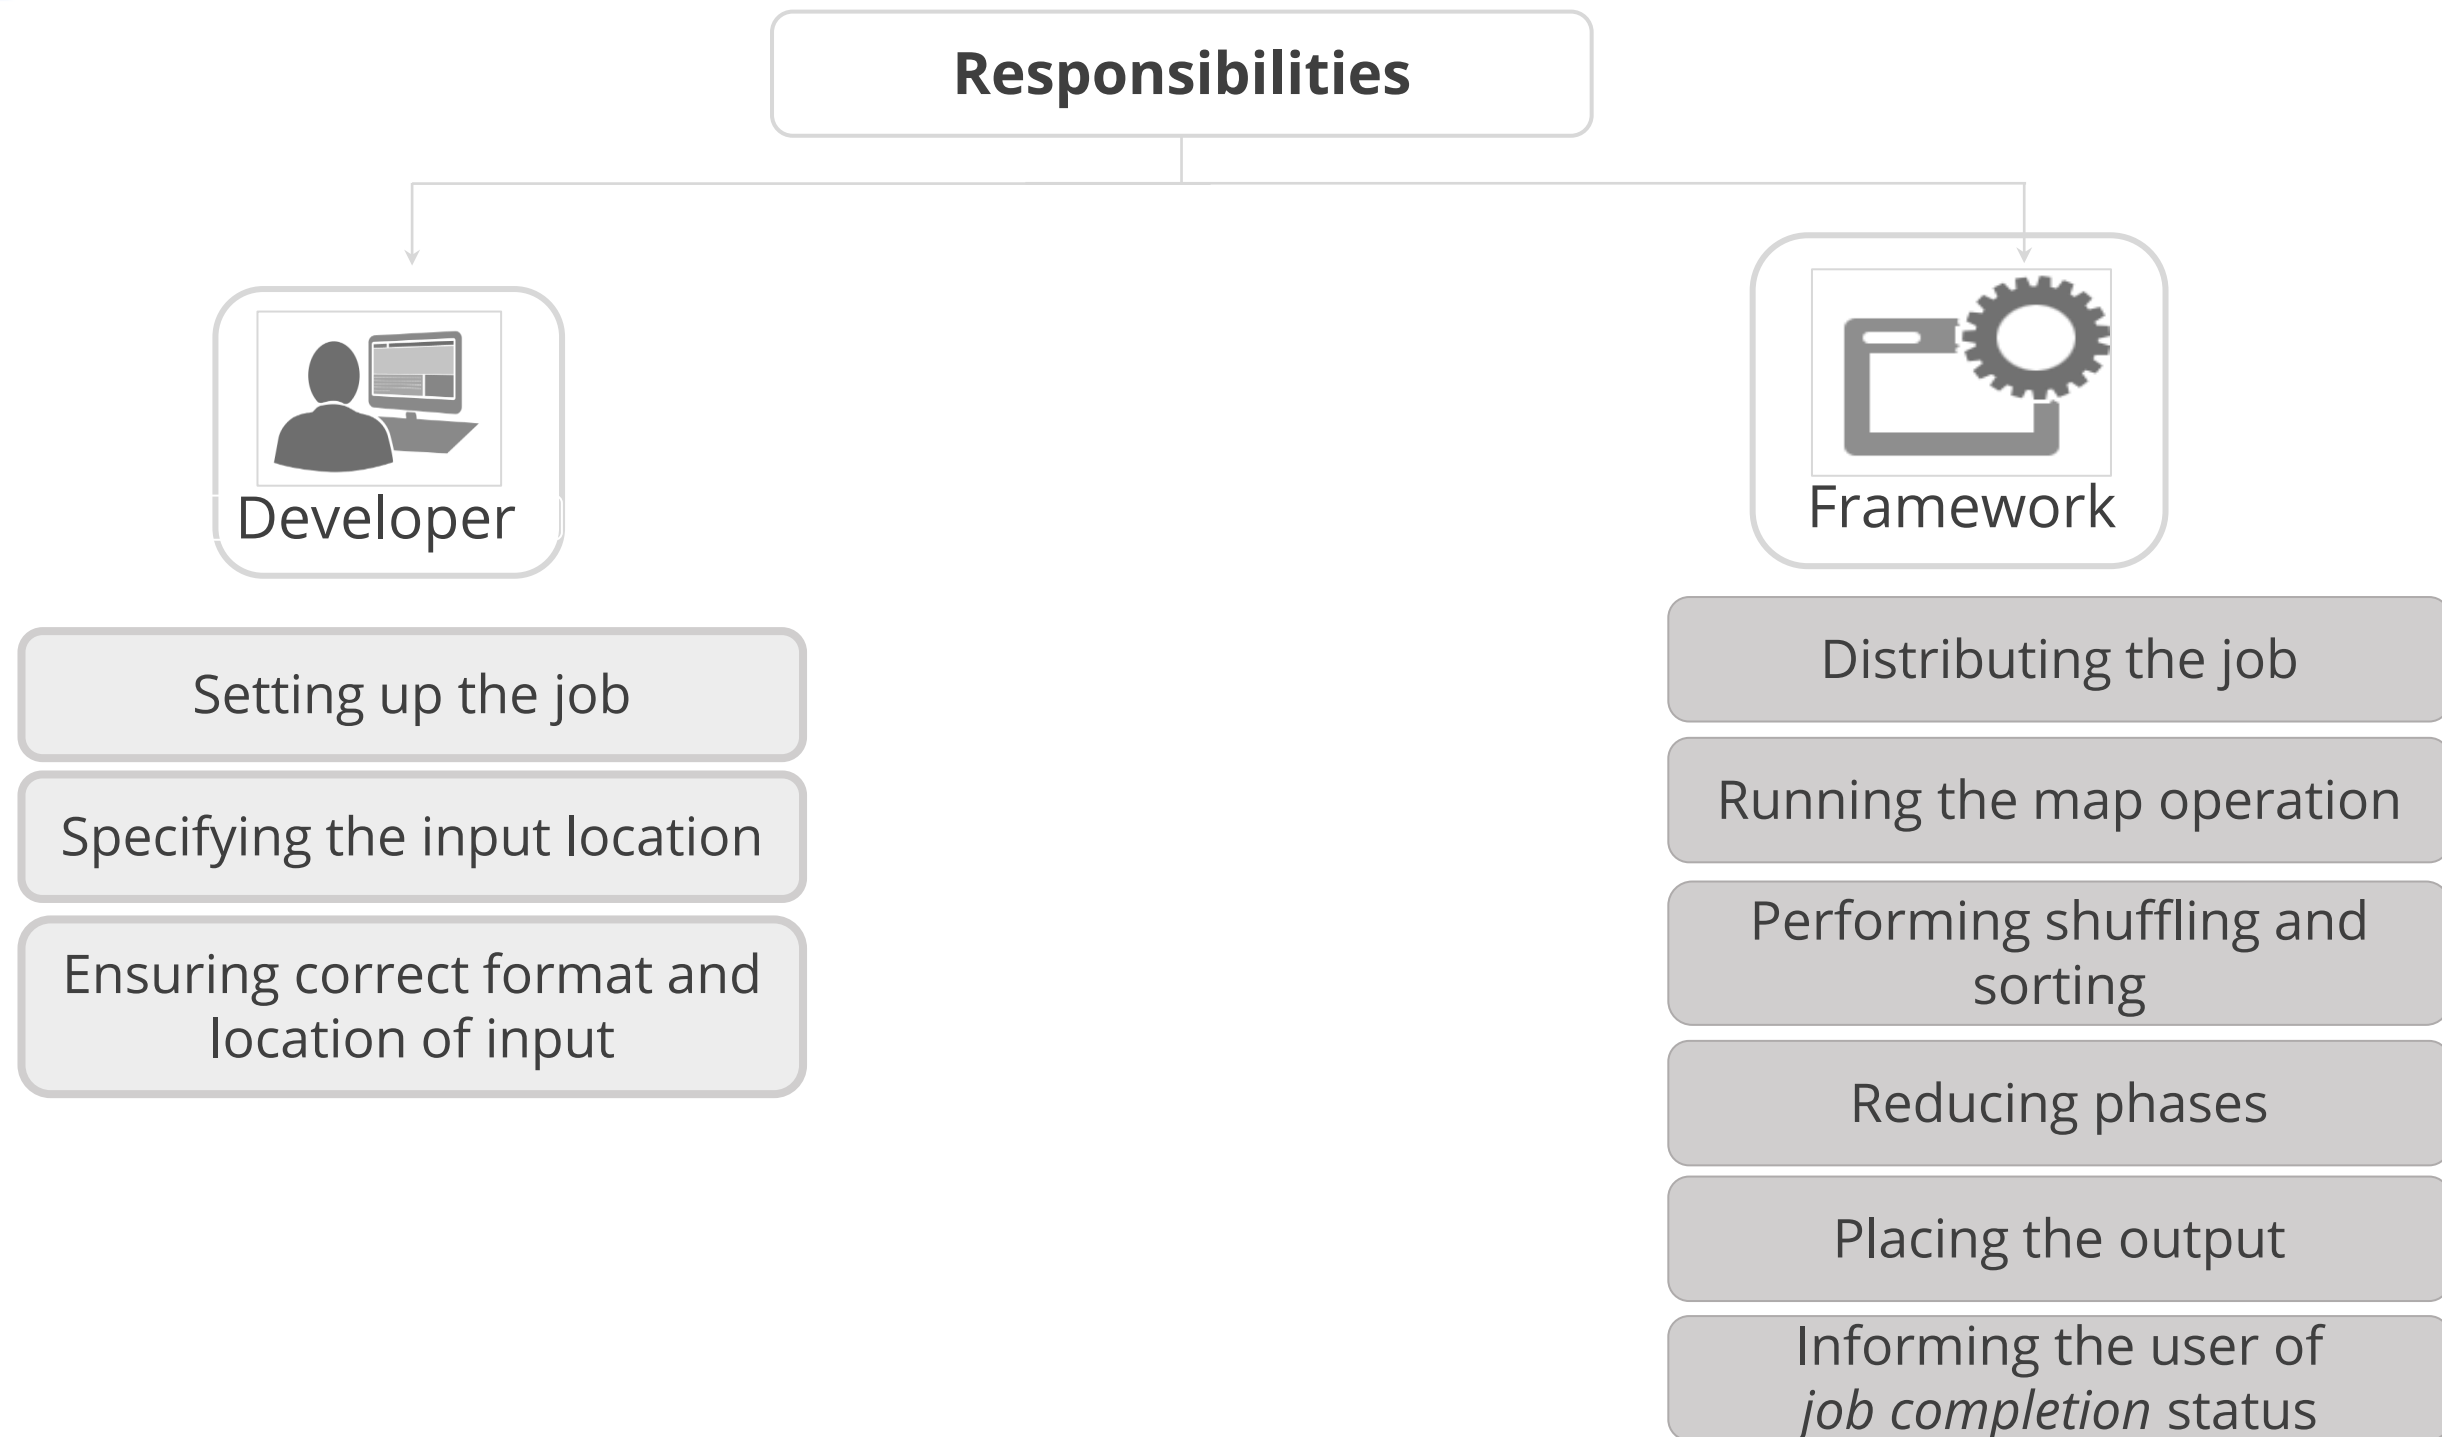 Responsibilities
Developer
Setting up the job
Specifying the input location
Ensuring correct format and
location of input
Framework
Distributing the job
Running the map operation
Performing shuffling and
sorting
Reducing phases
Placing the output
Informing the user of
job completion status